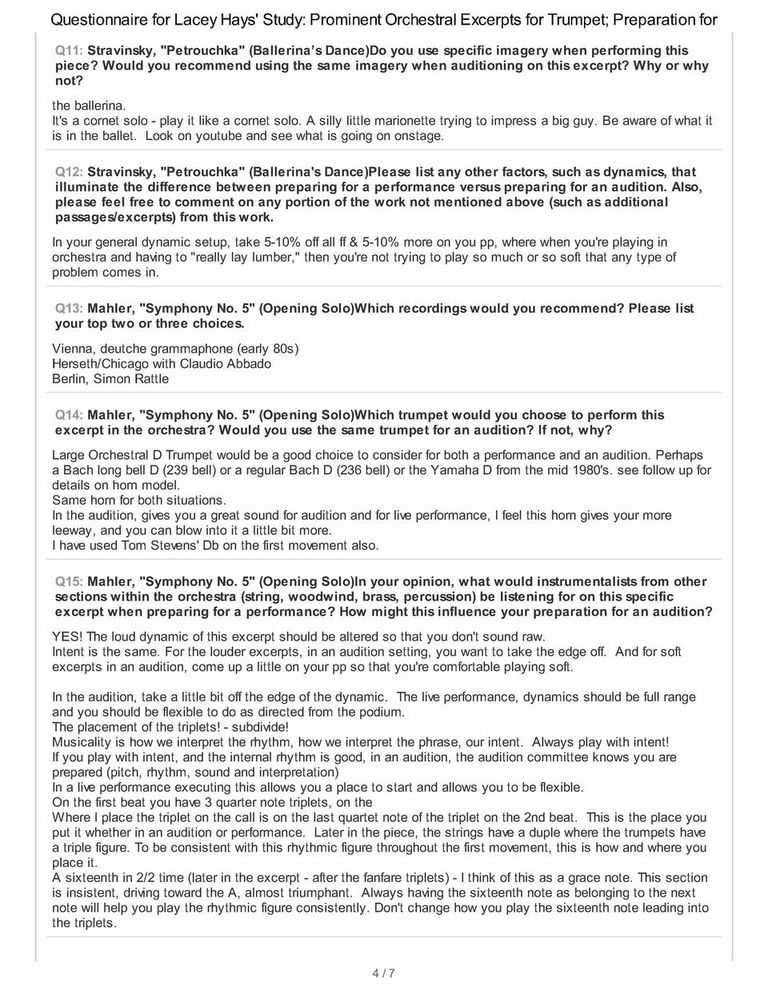 Questionnaire for Lacey Hays' Study: Prominent Orchestral Excerpts for Trumpet; Preparation for
Q11: Stravinsky, "Petrouchka" (Ballerina's Dance)Do you use specific imagery when performing this
piece? Would you recommend using the same imagery when auditioning on this excerpt? Why or why
not?
the ballerina.
It's a cornet solo - play it like a cornet solo. A silly little marionette trying to impress a big guy. Be aware of what it
is in the ballet. Look on youtube and see what is going on onstage.
Q12: Stravinsky, "Petrouchka" (Ballerina's Dance)Please list any other factors, such as dynamics, that
illuminate the difference between preparing for a performance versus preparing for an audition. Also,
please feel free to comment on any portion of the work not mentioned above (such as additional
passages/excerpts) from this work.
In your general dynamic setup, take 5-10% off all ff & 5-10% more on you pp, where when you're playing in
orchestra and having to "really lay lumber," then you're not trying to play so much or so soft that any type of
problem comes in.
Q13: Mahler, "Symphony No. 5" (Opening Solo)Which recordings would you recommend? Please list
your top two or three choices.
Vienna, deutche grammaphone (early 80s)
Herseth/Chicago with Claudio Abbado
Berlin, Simon Rattle
Q14: Mahler, "Symphony No. 5" (Opening Solo)Which trumpet would you choose to perform this
excerpt in the orchestra? Would you use the same trumpet for an audition? If not, why?
Large Orchestral D Trumpet would be a good choice to consider for both a performance and an audition. Perhaps
a Bach long bell D (239 bell) or a regular Bach D (236 bell) or the Yamaha D from the mid 1980's. see follow up for
details on horn model.
Same horn for both situations.
In the audition, gives you a great sound for audition and for live performance, I feel this horn gives your more
leeway, and you can blow into it a little bit more.
I have used Tom Stevens' Db on the first movement also.
Q15: Mahler, "Symphony No. 5" (Opening Solo)In your opinion, what would instrumentalists from other
sections within the orchestra (string, woodwind, brass, percussion) be listening for on this specific
excerpt when preparing for a performance? How might this influence your preparation for an audition?
YES! The loud dynamic of this excerpt should be altered so that you don't sound raw.
Intent is the same. For the louder excerpts, in an audition setting, you want to take the edge off. And for soft
excerpts in an audition, come up a little on your pp so that you're comfortable playing soft.
In the audition, take a little bit off the edge of the dynamic. The live performance, dynamics should be full range
and you should be flexible to do as directed from the podium.
The placement of the triplets! - subdivide!
Musicality is how we interpret the rhythm, how we interpret the phrase, our intent. Always play with intent!
If you play with intent, and the internal rhythm is good, in an audition, the audition committee knows you are
prepared (pitch, rhythm, sound and interpretation)
In a live performance executing this allows you a place to start and allows you to be flexible.
On the first beat you have 3 quarter note triplets, on the
Where I place the triplet on the call is on the last quartet note of the triplet on the 2nd beat. This is the place you
put it whether in an audition or performance. Later in the piece, the strings have a duple where the trumpets have
a triple figure. To be consistent with this rhythmic figure throughout the first movement, this is how and where you
place it.
A sixteenth in 2/2 time (later in the excerpt - after the fanfare triplets) - I think of this as a grace note. This section
is insistent, driving toward the A, almost triumphant. Always having the sixteenth note as belonging to the next
note will help you play the rhythmic figure consistently. Don't change how you play the sixteenth note leading into
the triplets.
4 / 7